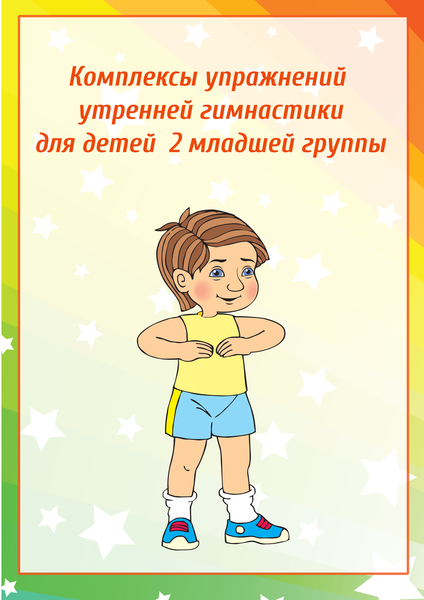 Комплексы упражнений
утренней гимнастики
для детей 2 младшей группы